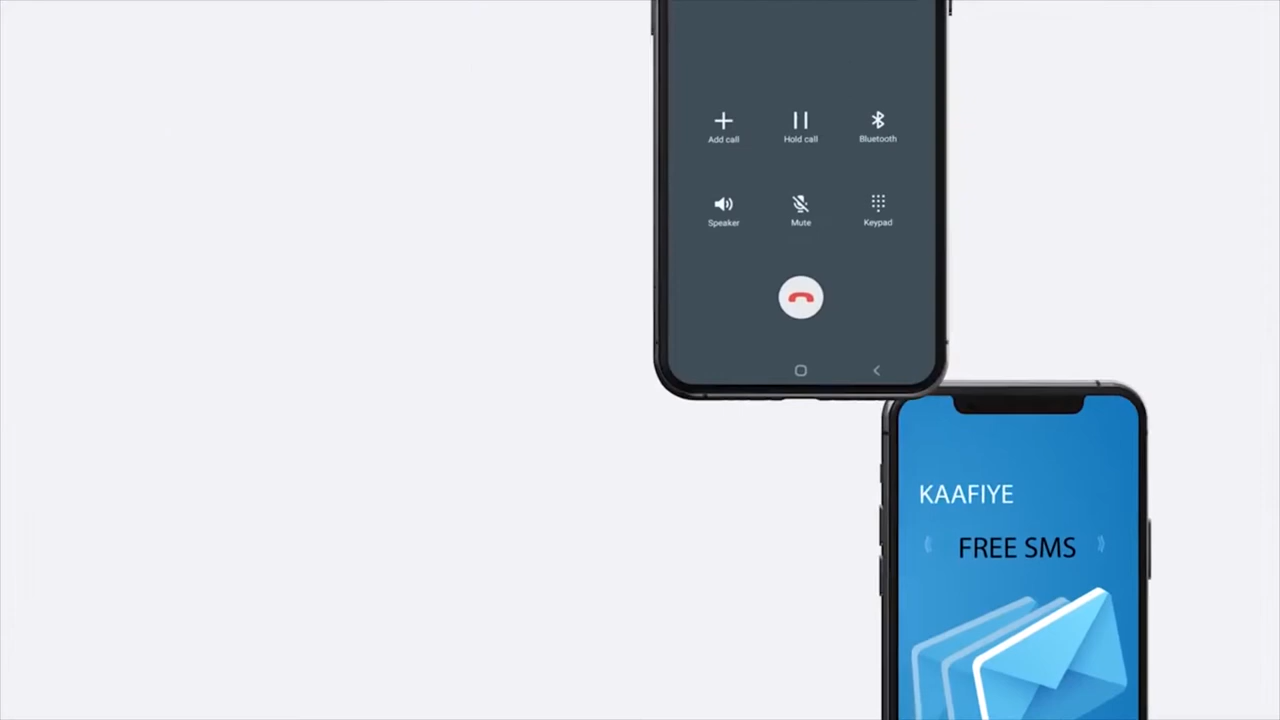 Add call Hold call Bluetooth
Speaker Mute Keypad
KAAFIYE
FREE SMS